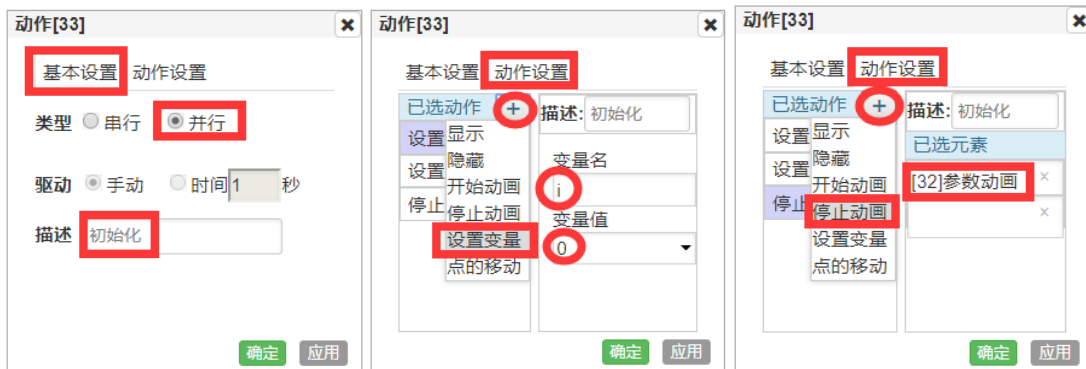 动作[33]
基本设置 动作设置
类型 串行 并行
驱动 手动 时间 1 秒
描述 初始化
确定 应用
动作[33]
基本设置 动作设置
已选动作 + 描述: 初始化
设置 显示
隐藏 变量名
设置 开始动画 i
停止 停止动画 变量值
设置变量 0
点的移动
确定 应用
动作[33]
基本设置 动作设置
已选动作 + 描述: 初始化
设置 显示 已选元素
设置 隐藏
开始动画 [32]参数动画 ×
停止 停止动画 ×
设置变量
点的移动
确定 应用